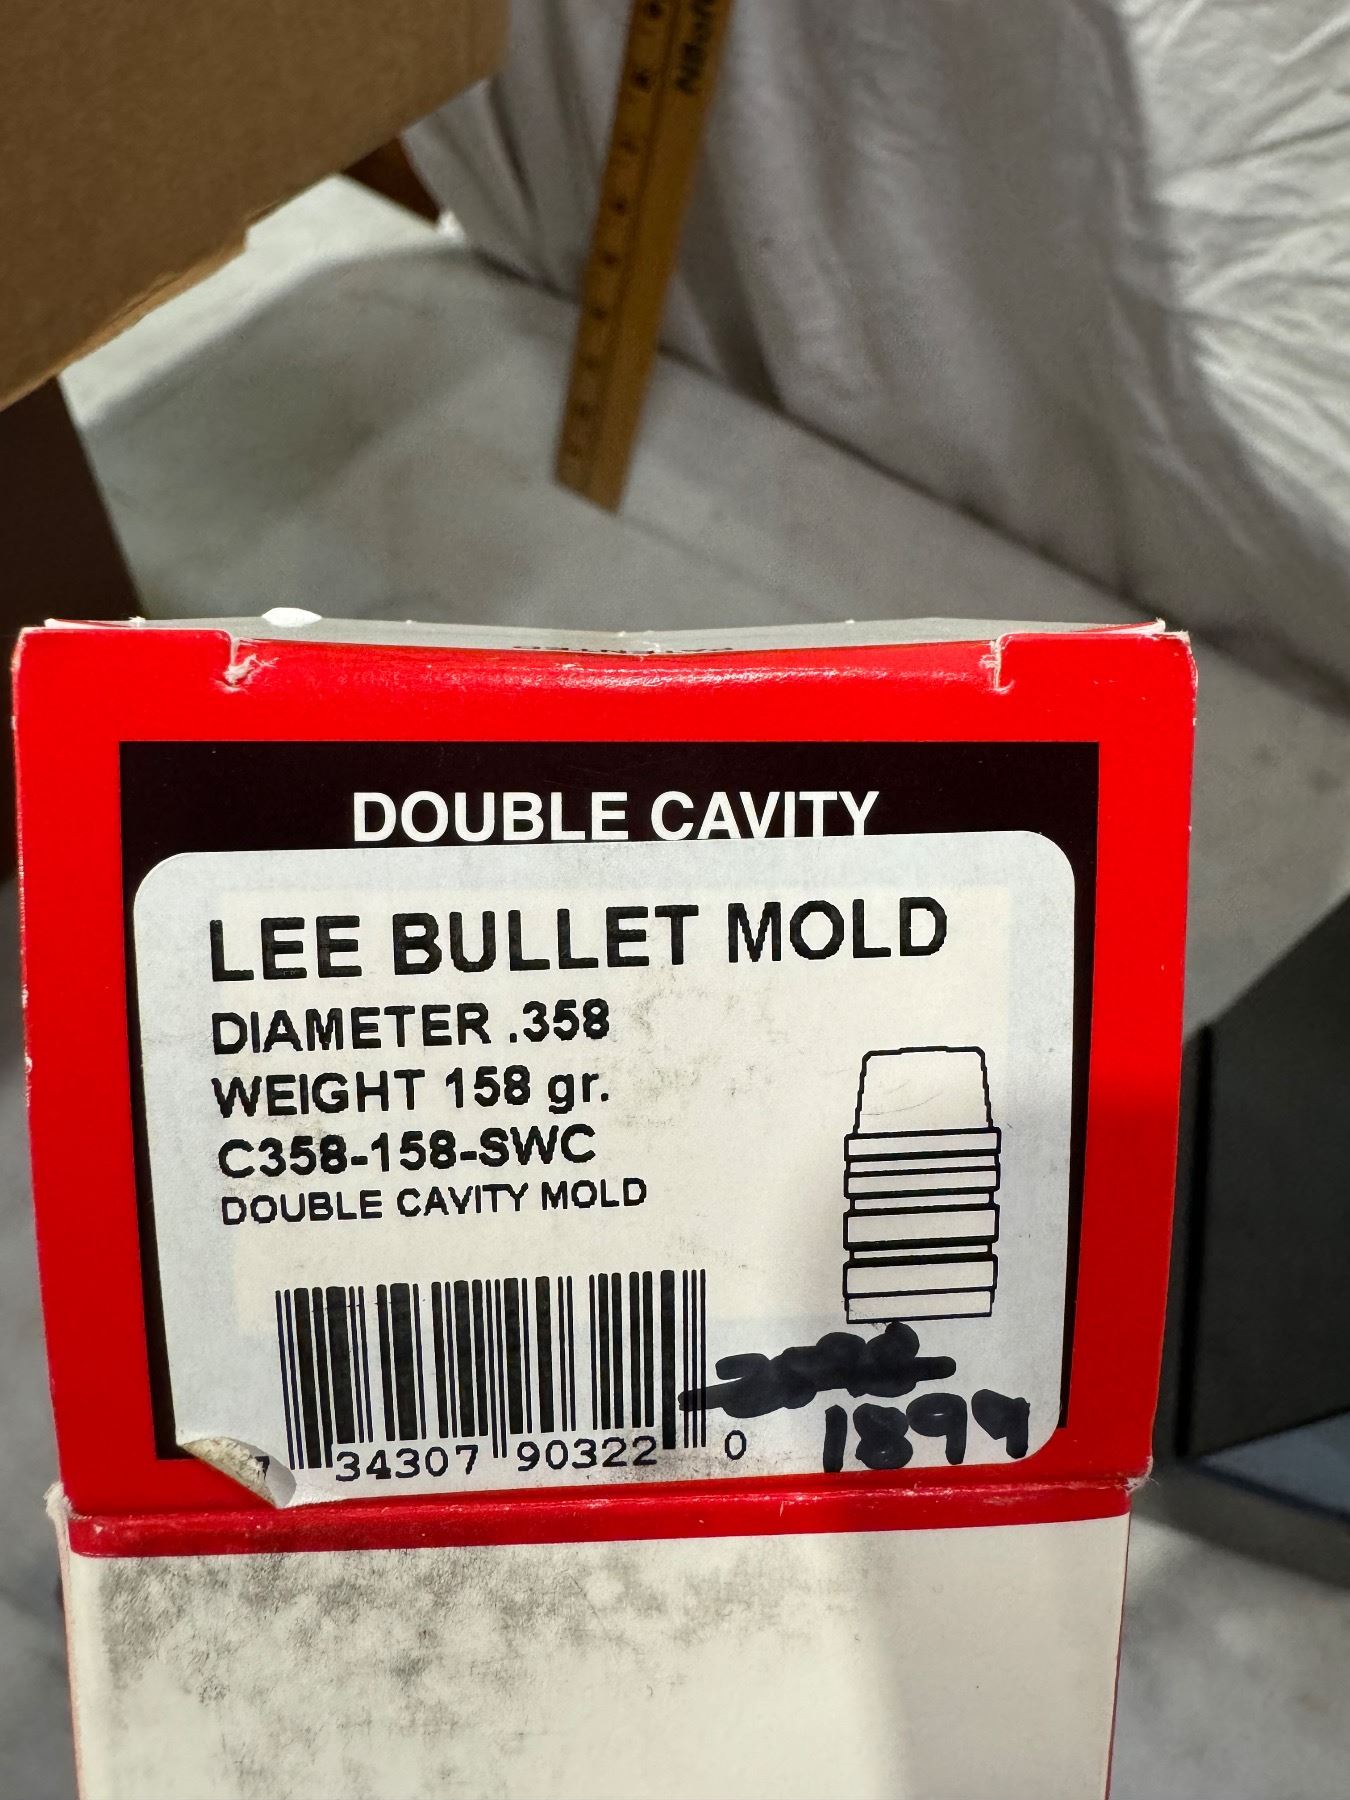 DOUBLE CAVITY
LEE BULLET MOLD
DIAMETER .358
WEIGHT 158 gr.
C358-158-SWC
DOUBLE CAVITY MOLD
7 34307 90322 0
1899